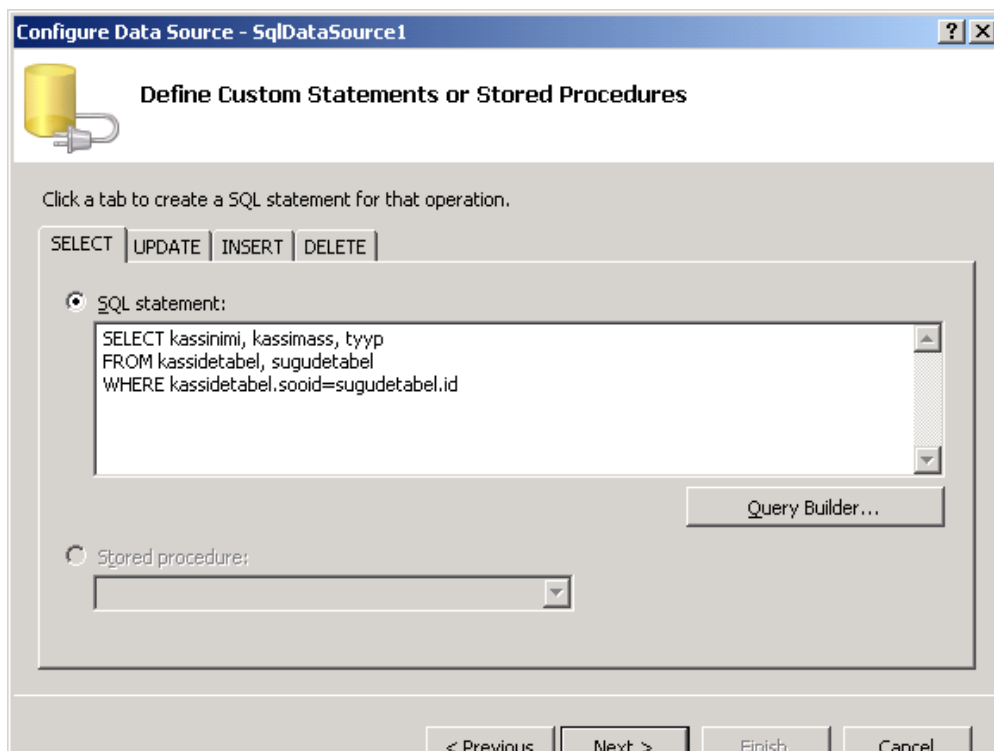 Configure Data Source - SqlDataSource1
Define Custom Statements or Stored Procedures
Click a tab to create a SQL statement for that operation.
SELECT UPDATE INSERT DELETE
SQL statement:
SELECT kassinimi, kassimass, tyyp
FROM kassidetabel, sugudetabel
WHERE kassidetabel.sooid=sugudetabel.id
Query Builder...
Stored procedure:
< Previous Next > Finish Cancel